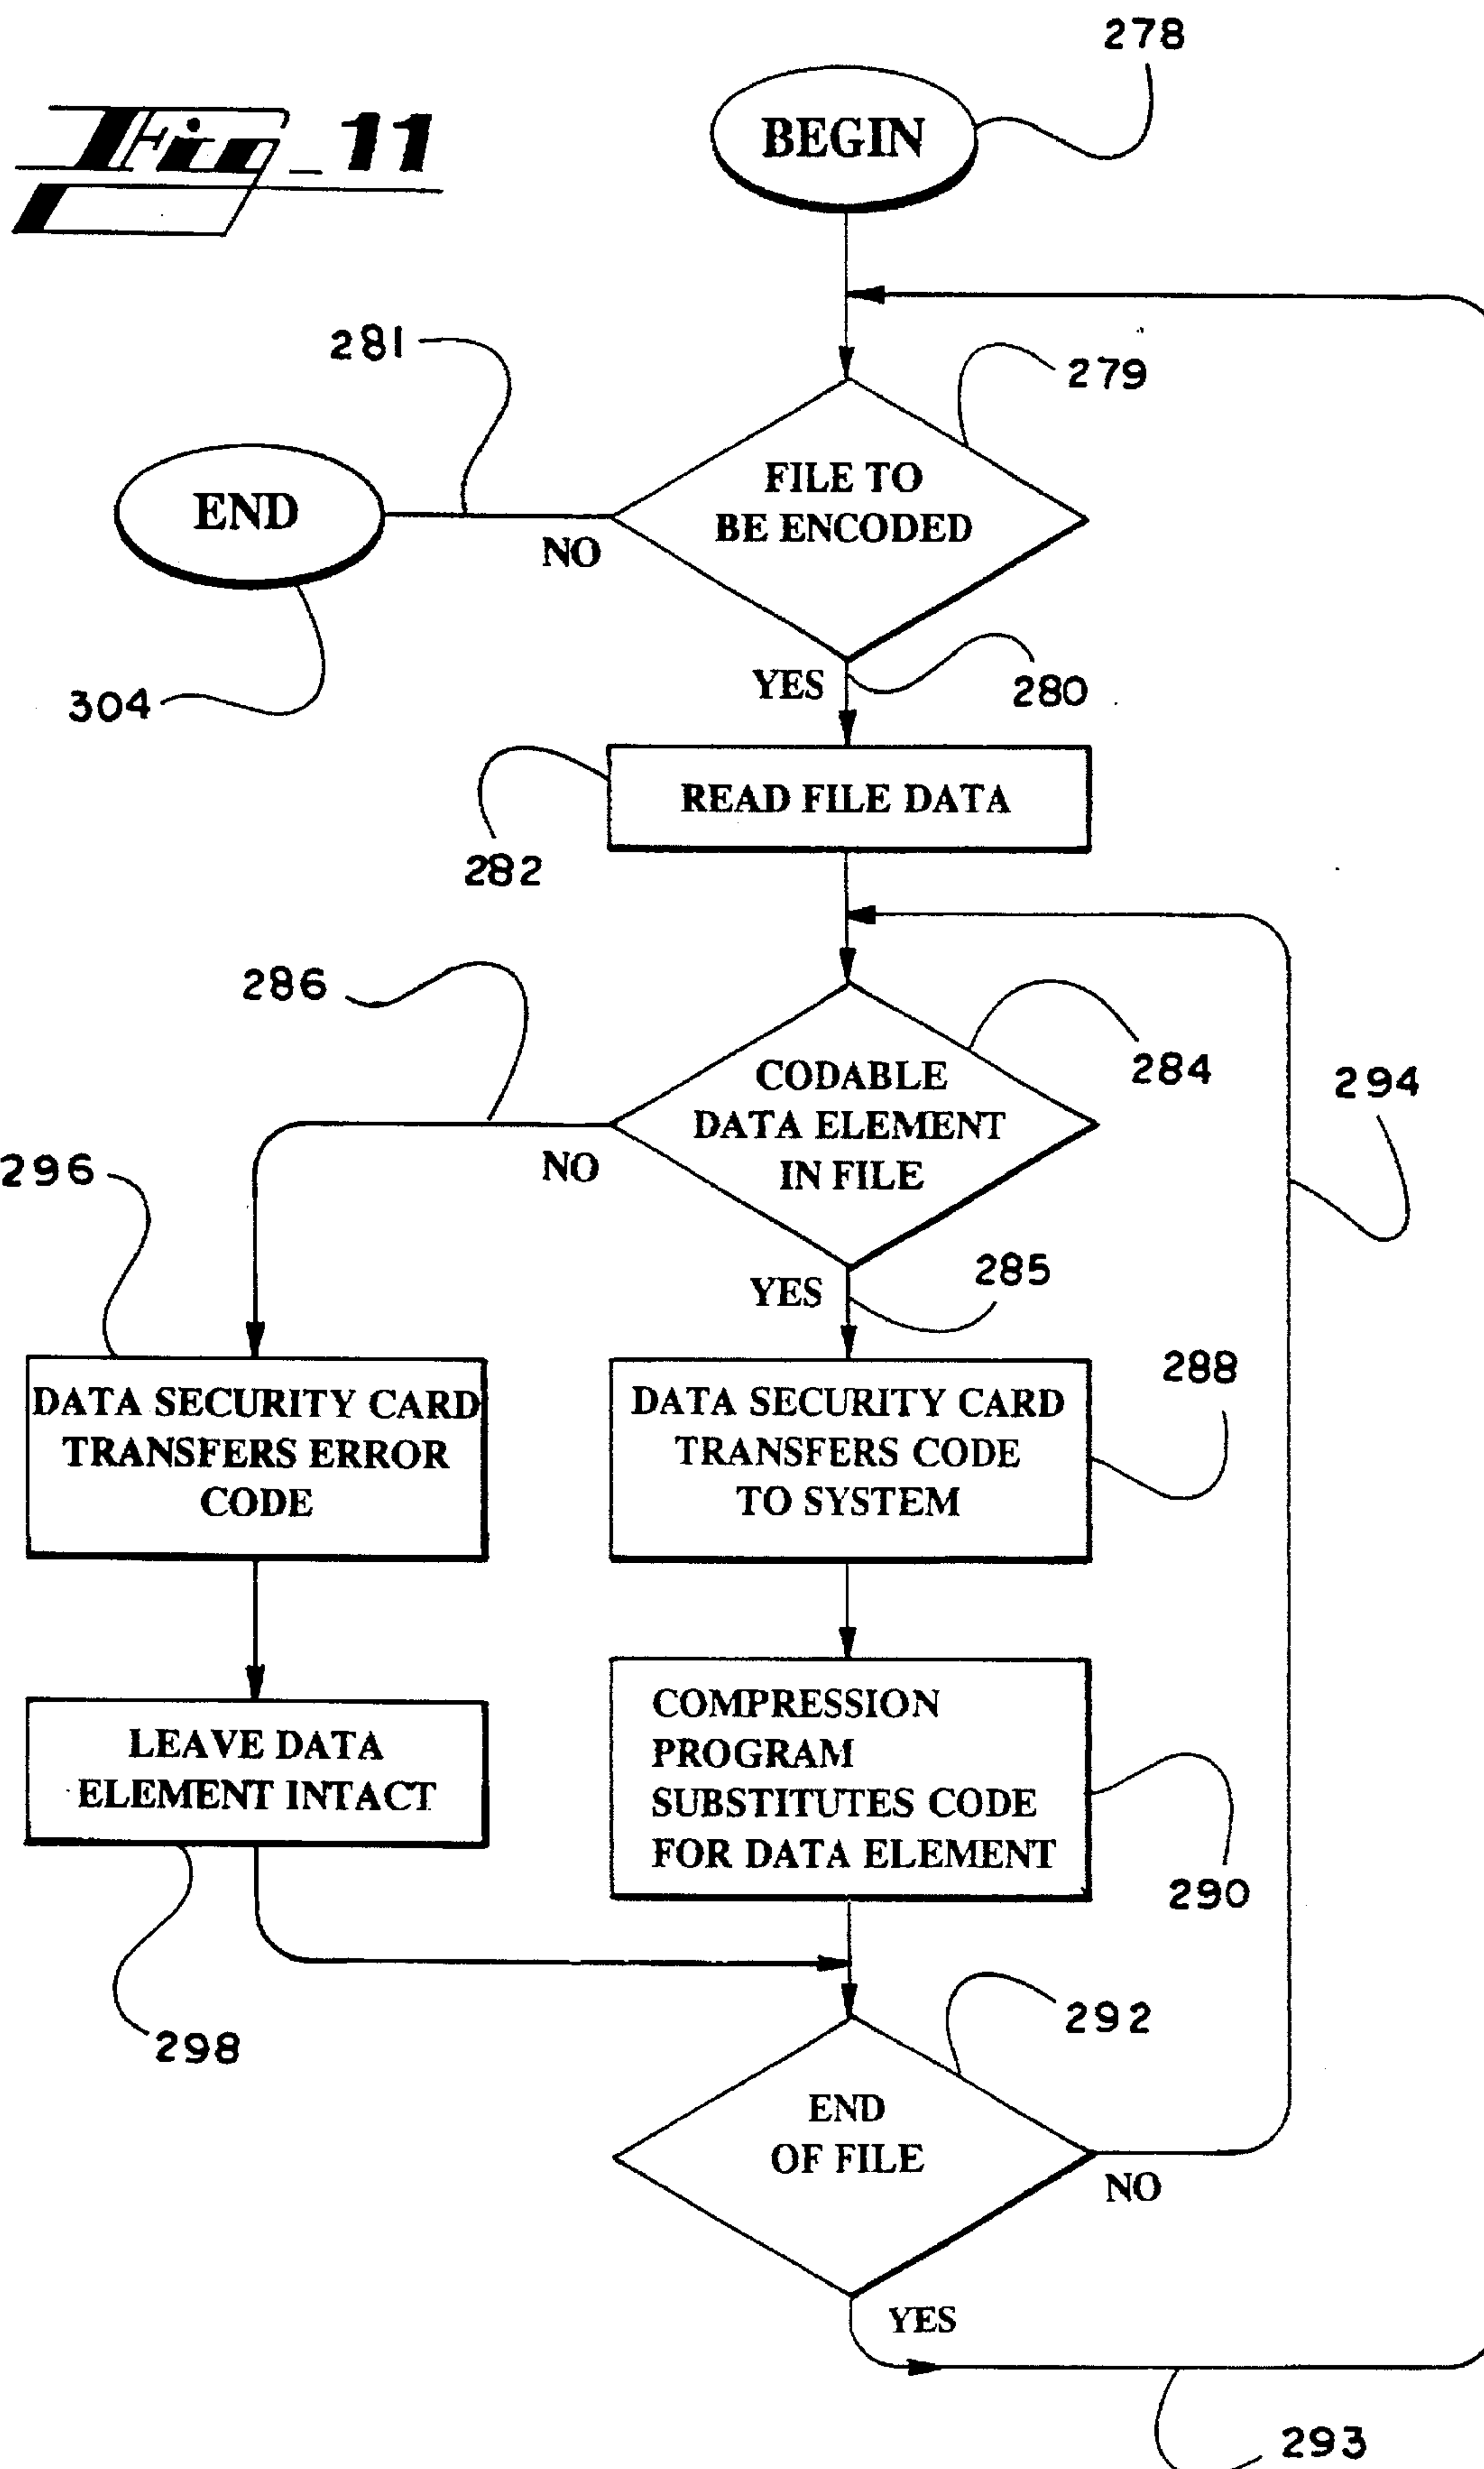 278
Fig_11
BEGIN
281
279
FILE TO
BE ENCODED
END
NO
304
YES
280
READ FILE DATA
282
286
284
294
CODABLE
DATA ELEMENT
IN FILE
NO
296
285
YES
288
DATA SECURITY CARD
TRANSFERS ERROR
CODE
DATA SECURITY CARD
TRANSFERS CODE
TO SYSTEM
LEAVE DATA
ELEMENT INTACT
COMPRESSION
PROGRAM
SUBSTITUTES CODE
FOR DATA ELEMENT
290
298
292
END
OF FILE
NO
YES
293